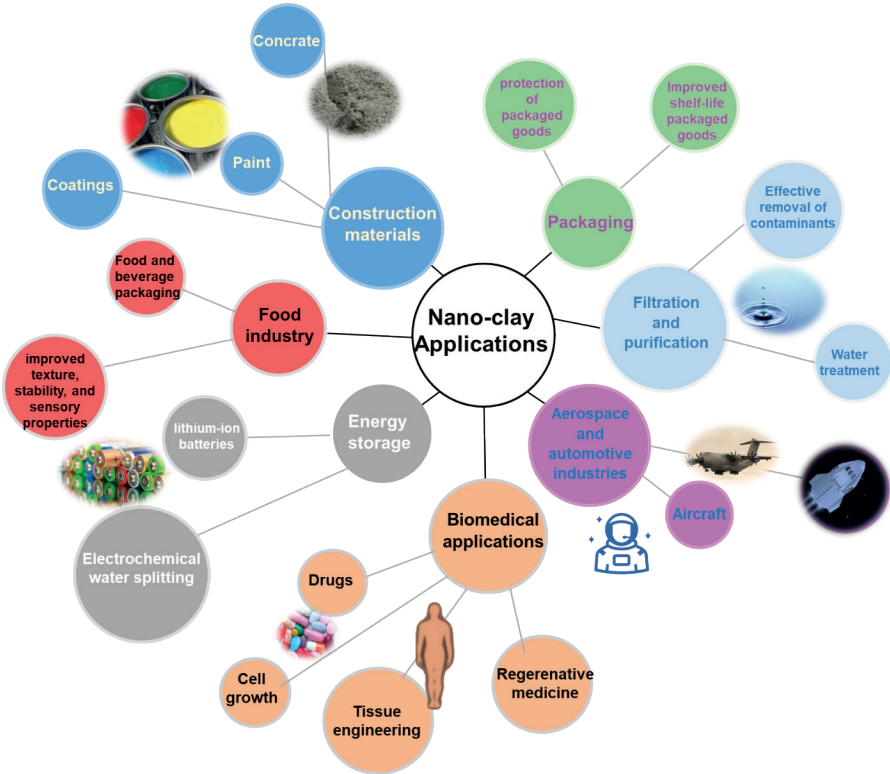 Concrate
protection
of
packaged
goods
Improved
shelf-life
packaged
goods
Coatings
Paint
Construction
materials
Packaging
Effective
removal of
contaminants
Food and
beverage
packaging
Food
industry
Nano-clay
Applications
Filtration
and
purification
Water
treatment
improved
texture,
stability, and
sensory
properties
lithium-ion
batteries
Energy
storage
Aerospace
and
automotive
industries
Aircraft
Electrochemical
water splitting
Biomedical
applications
Drugs
Cell
growth
Tissue
engineering
Regerenative
medicine